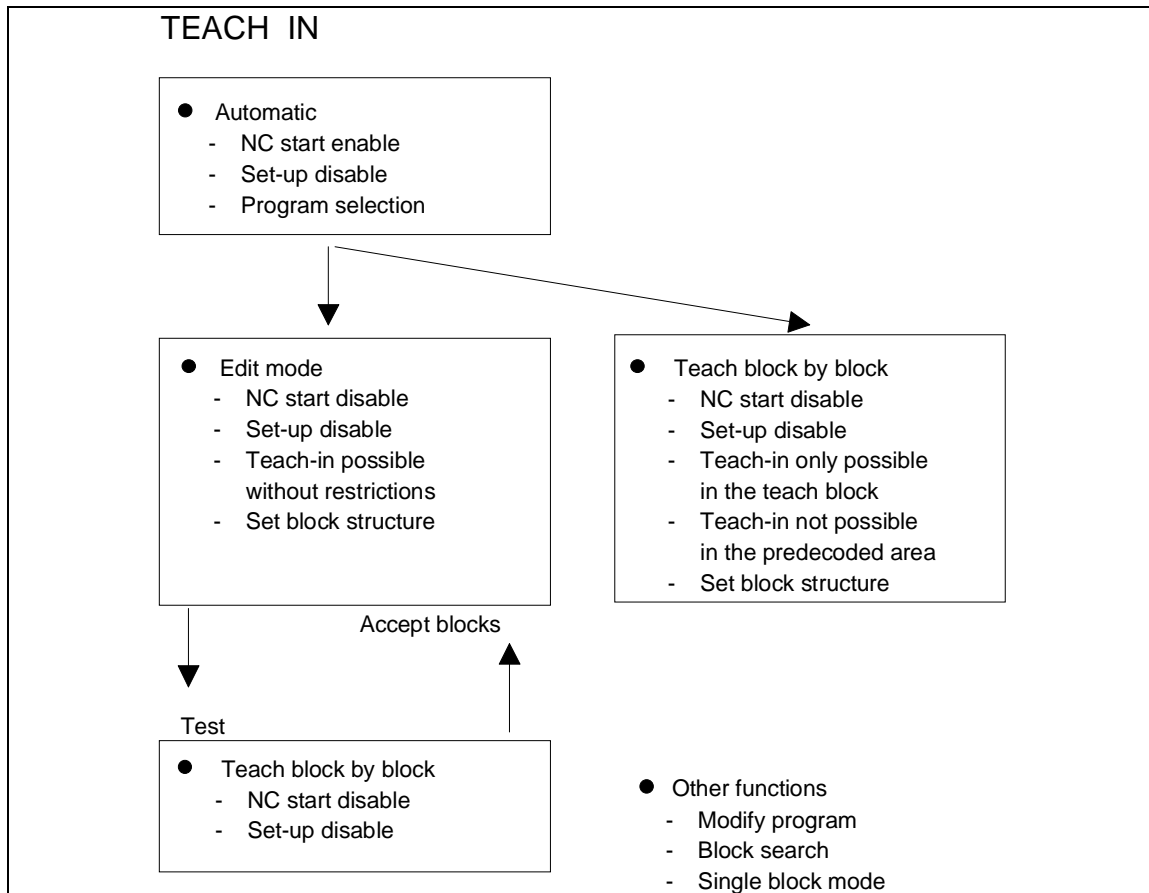 TEACH IN
● Automatic
- NC start enable
- Set-up disable
- Program selection
● Edit mode
- NC start disable
- Set-up disable
- Teach-in possible
without restrictions
- Set block structure
● Teach block by block
- NC start disable
- Set-up disable
- Teach-in only possible
in the teach block
- Teach-in not possible
in the predecoded area
- Set block structure
Accept blocks
Test
● Teach block by block
- NC start disable
- Set-up disable
● Other functions
- Modify program
- Block search
- Single block mode